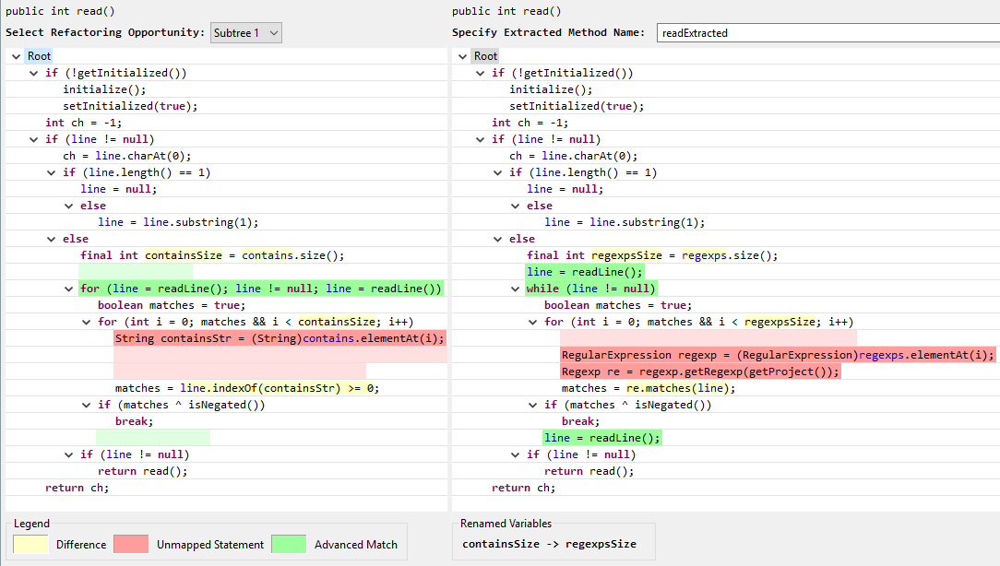 public int read()
Select Refactoring Opportunity: Subtree 1
Root
if (!getInitialized())
initialize();
setInitialized(true);
int ch = -1;
if (line != null)
ch = line.charAt(0);
if (line.length() == 1)
line = null;
else
line = line.substring(1);
else
final int containsSize = contains.size();
for (line = readLine(); line != null; line = readLine())
boolean matches = true;
for (int i = 0; matches && i < containsSize; i++)
String containsStr = (String)contains.elementAt(i);
matches = line.indexOf(containsStr) >= 0;
if (matches ^ isNegated())
break;
if (line != null)
return read();
return ch;
public int read()
Specify Extracted Method Name: readExtracted
Root
if (!getInitialized())
initialize();
setInitialized(true);
int ch = -1;
if (line != null)
ch = line.charAt(0);
if (line.length() == 1)
line = null;
else
line = line.substring(1);
else
final int regexpsSize = regexps.size();
line = readLine();
while (line != null)
boolean matches = true;
for (int i = 0; matches && i < regexpsSize; i++)
RegularExpression regexp = (RegularExpression)regexps.elementAt(i);
Regexp re = regexp.getRegexp(getProject());
matches = re.matches(line);
if (matches ^ isNegated())
break;
line = readLine();
if (line != null)
return read();
return ch;
Legend
Difference Unmapped Statement Advanced Match
Renamed Variables
containsSize -> regexpsSize